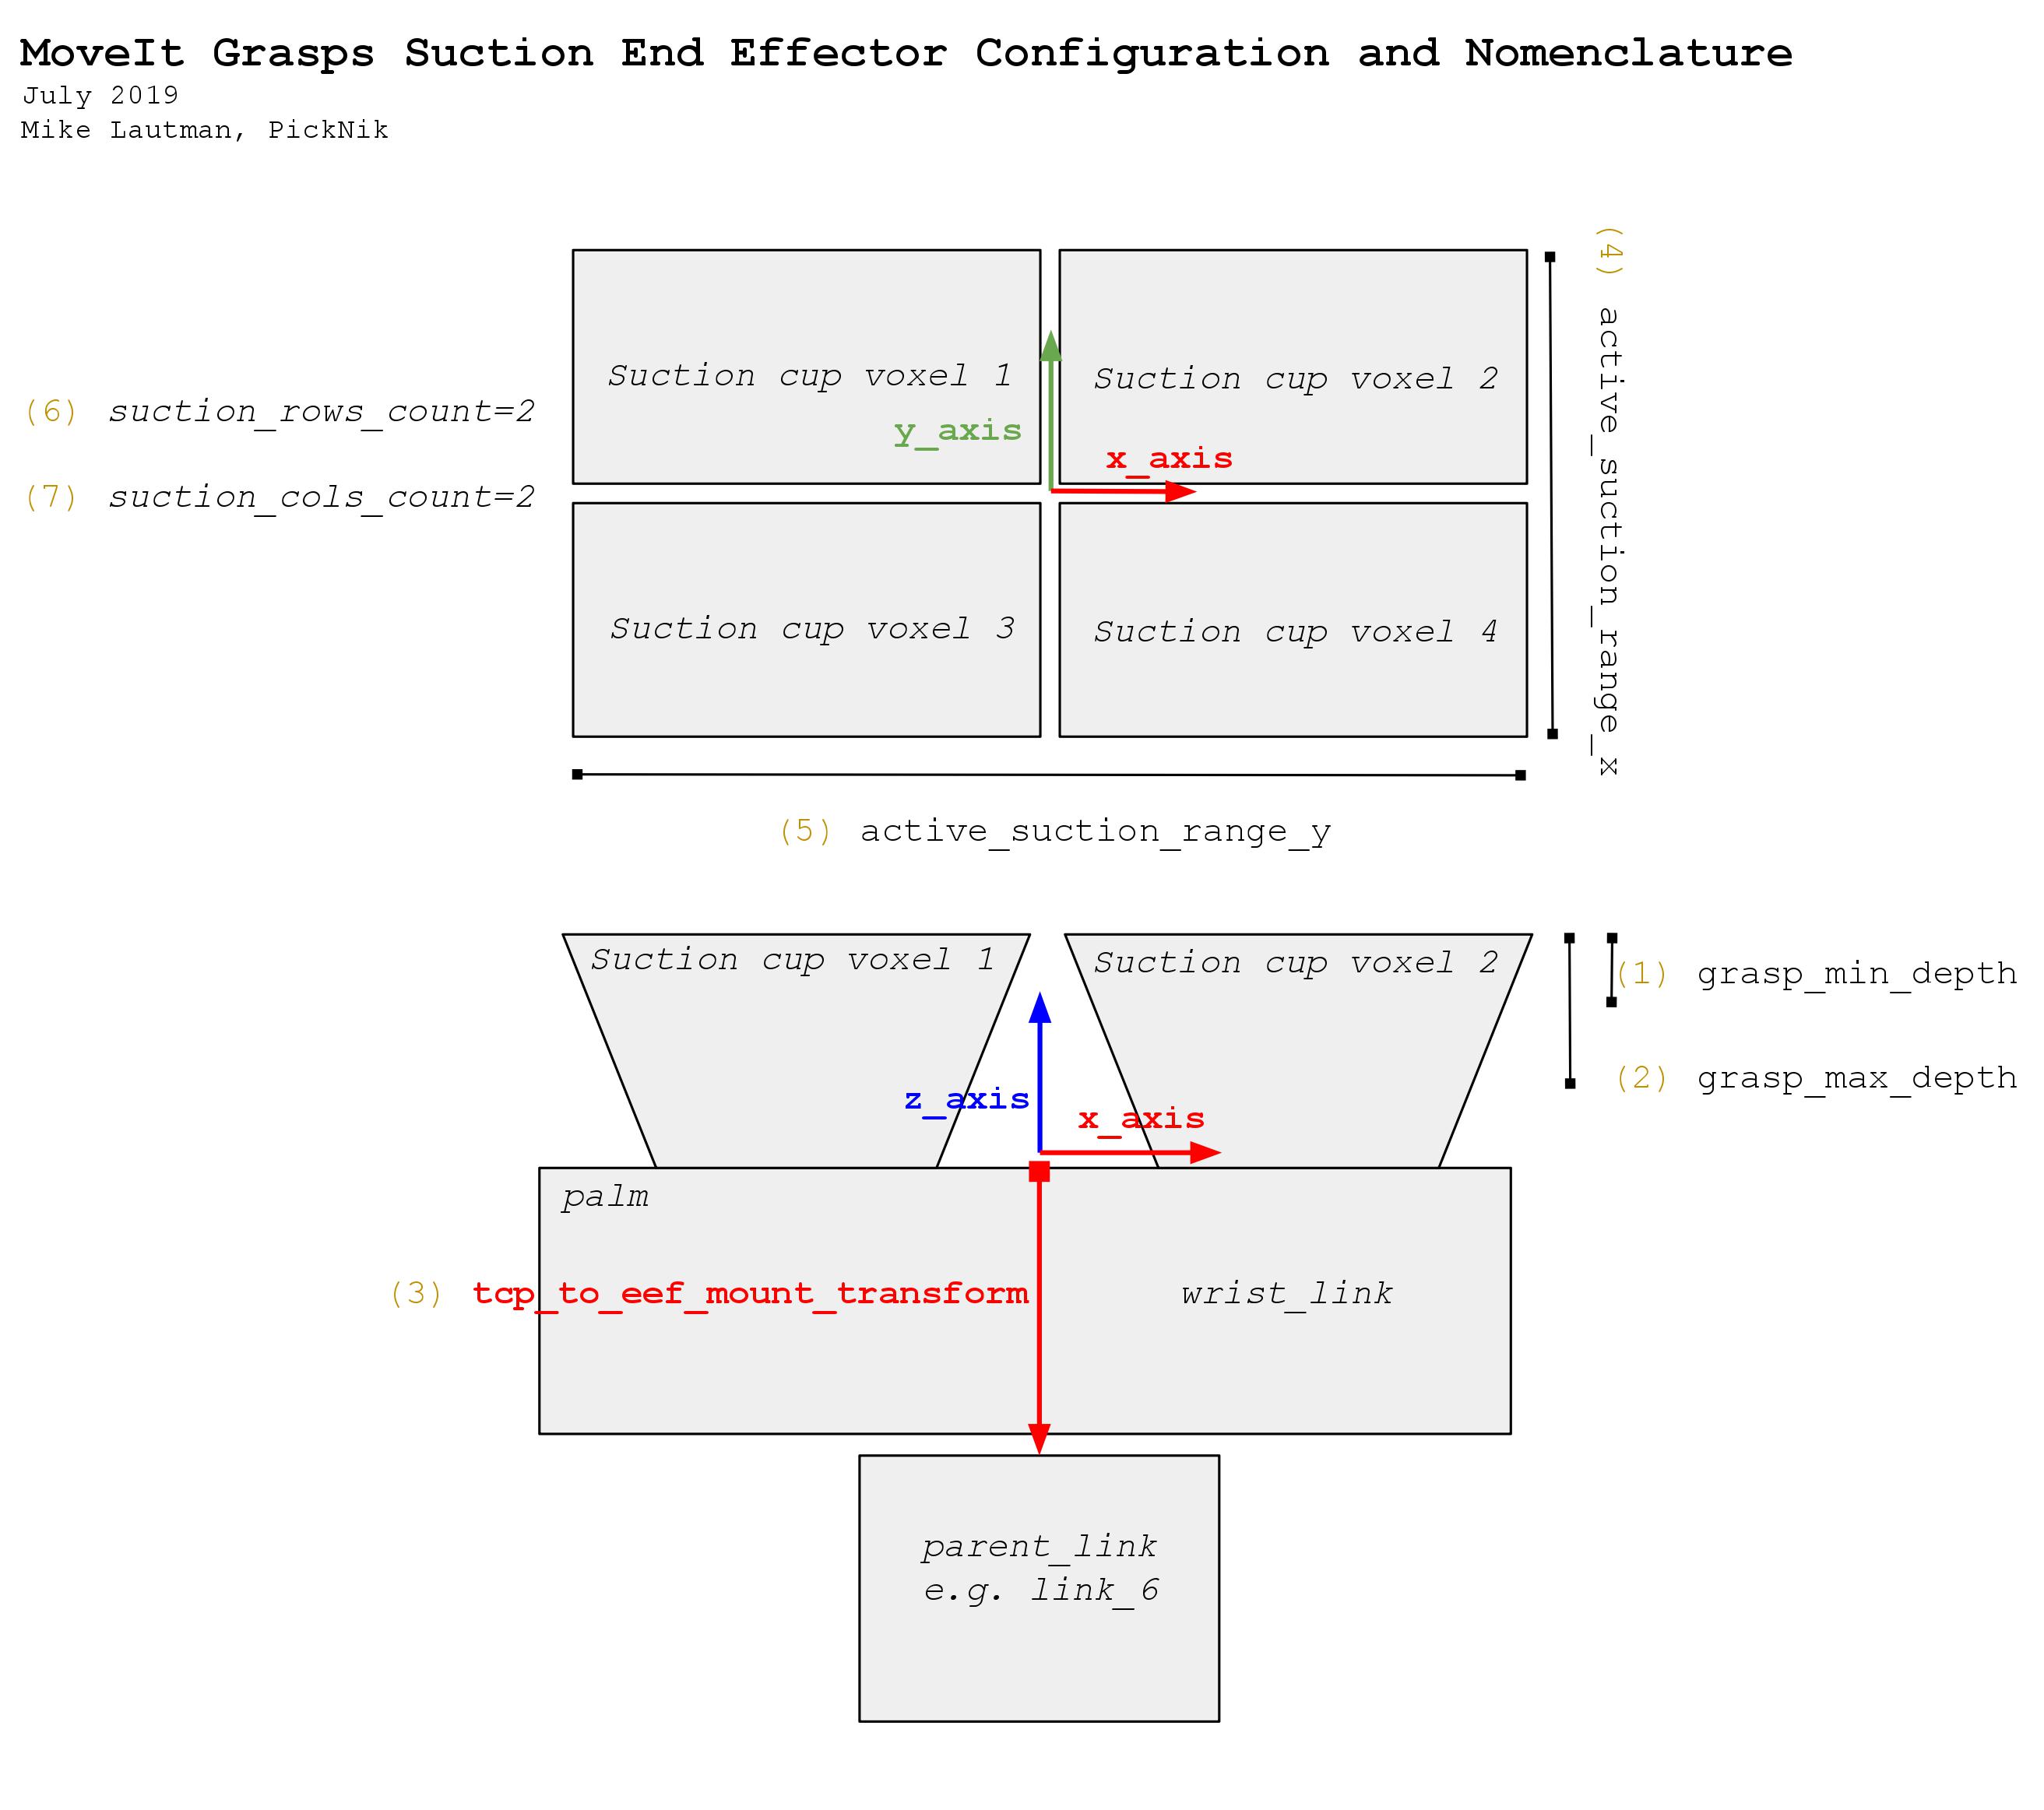 MoveIt Grasps Suction End Effector Configuration and Nomenclature
July 2019
Mike Lautman, PickNik
(4) active_suction_range_x
Suction cup voxel 1
Suction cup voxel 2
(6) suction_rows_count=2
y_axis
x_axis
(7) suction_cols_count=2
Suction cup voxel 3
Suction cup voxel 4
(5) active_suction_range_y
Suction cup voxel 1
Suction cup voxel 2
(1) grasp_min_depth
(2) grasp_max_depth
z_axis
x_axis
palm
(3) tcp_to_eef_mount_transform
wrist_link
parent_link
e.g. link_6